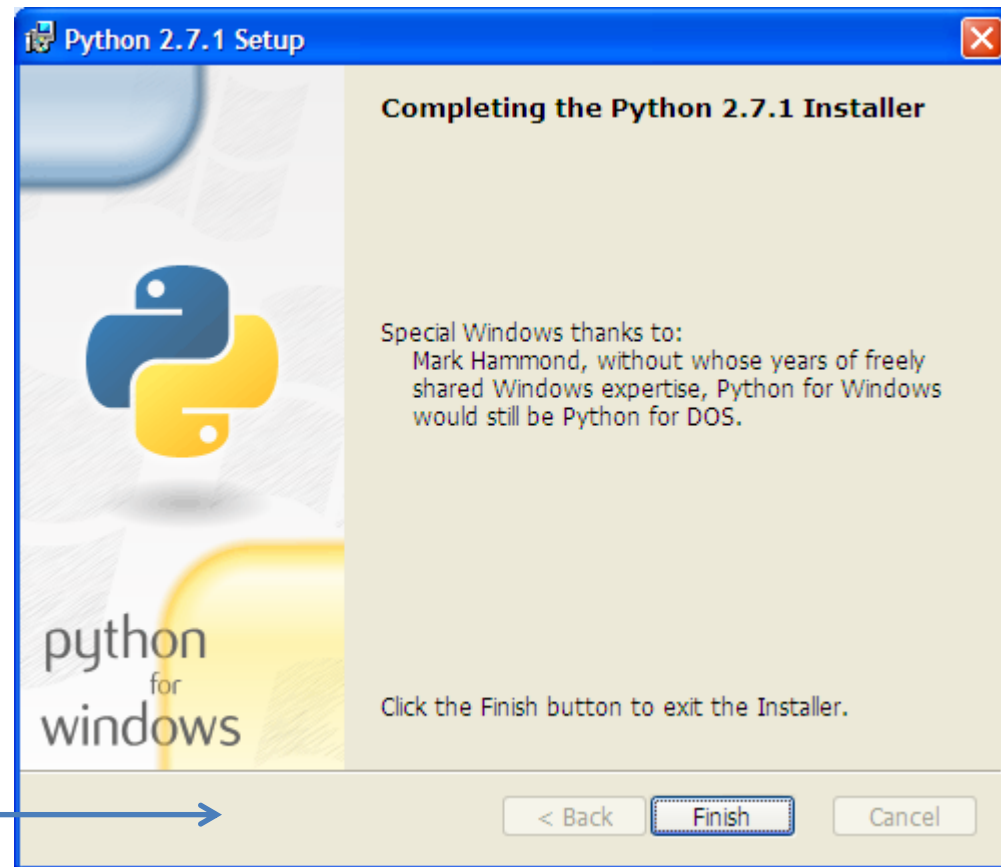 Python 2.7.1 Setup
Completing the Python 2.7.1 Installer
Special Windows thanks to:
Mark Hammond, without whose years of freely
shared Windows expertise, Python for Windows
would still be Python for DOS.
python
for
windows
Click the Finish button to exit the Installer.
< Back
Finish
Cancel